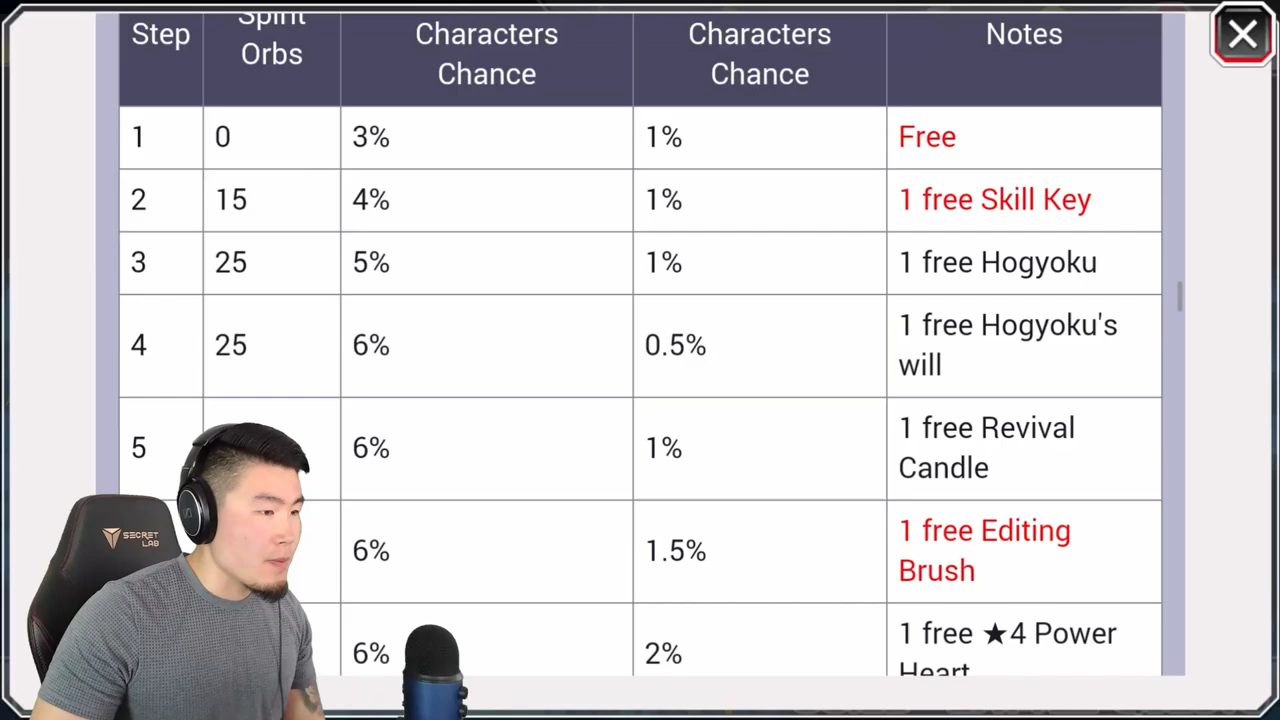 Step
Spirit
Orbs
Characters
Chance
Characters
Chance
Notes
1
0
3%
1%
Free
2
15
4%
1%
1 free Skill Key
3
25
5%
1%
1 free Hogyoku
4
25
6%
0.5%
1 free Hogyoku's
will
5
6%
1%
1 free Revival
Candle
6%
1.5%
1 free Editing
Brush
6%
2%
1 free ★4 Power
Heart
SECRET
LAB